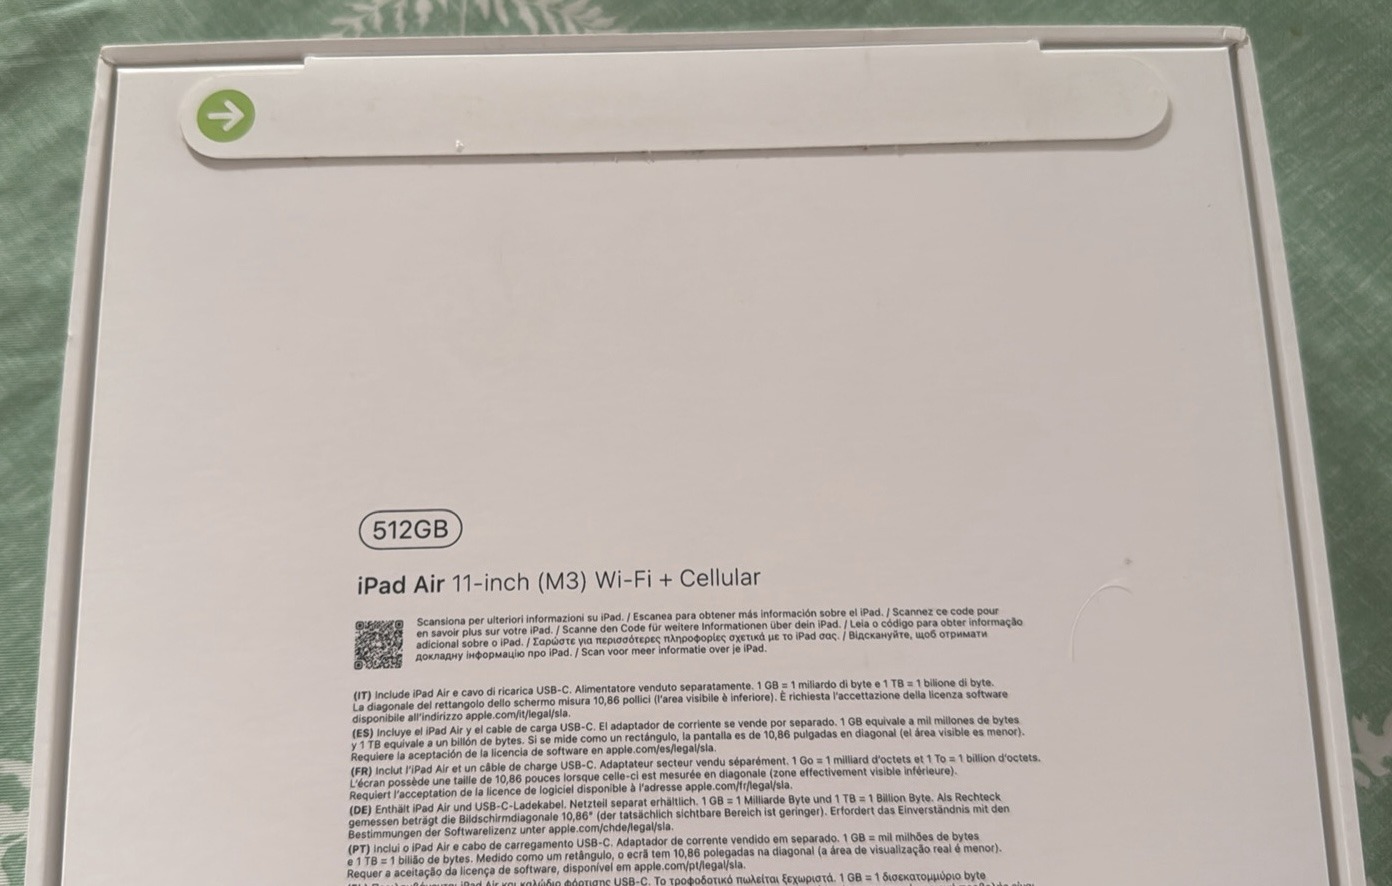 512GB
iPad Air 11-inch (M3) Wi-Fi + Cellular
Scansiona per ulteriori informazioni su iPad. / Escanea para obtener más información sobre el iPad. / Scannez ce code pour
en savoir plus sur votre iPad. / Scanne den Code für weitere Informationen über dein iPad. / Leia o código para obter informação
adicional sobre o iPad. / Σαρώστε για περισσότερες πληροφορίες σχετικά με το iPad σας. / Відскануйте, щоб отримати
докладну інформацію про iPad. / Scan voor meer informatie over je iPad.
(IT) Include iPad Air e cavo di ricarica USB-C. Alimentatore venduto separatamente. 1 GB = 1 miliardo di byte e 1 TB = 1 bilione di byte.
La diagonale del rettangolo dello schermo misura 10,86 pollici (l'area visibile è inferiore). È richiesta l'accettazione della licenza software
disponibile all'indirizzo apple.com/it/legal/sla.
(ES) Incluye el iPad Air y el cable de carga USB-C. El adaptador de corriente se vende por separado. 1 GB equivale a mil millones de bytes
y 1 TB equivale a un billón de bytes. Si se mide como un rectángulo, la pantalla es de 10,86 pulgadas en diagonal (el área visible es menor).
Requiere la aceptación de la licencia de software en apple.com/es/legal/sla.
(FR) Inclut l'iPad Air et un câble de charge USB-C. Adaptateur secteur vendu séparément. 1 Go = 1 milliard d'octets et 1 To = 1 billion d'octets.
L'écran possède une taille de 10,86 pouces lorsque celle-ci est mesurée en diagonale (zone effectivement visible inférieure).
Requiert l'acceptation de la licence de logiciel disponible à l'adresse apple.com/fr/legal/sla.
(DE) Enthält iPad Air und USB-C-Ladekabel. Netzteil separat erhältlich. 1 GB = 1 Milliarde Byte und 1 TB = 1 Billion Byte. Als Rechteck
gemessen beträgt die Bildschirmdiagonale 10,86" (der tatsächlich sichtbare Bereich ist geringer). Erfordert das Einverständnis mit den
Bestimmungen der Softwarelizenz unter apple.com/chde/legal/sla.
(PT) Inclui o iPad Air e cabo de carregamento USB-C. Adaptador de corrente vendido em separado. 1 GB = mil milhões de bytes
e 1 TB = 1 bilião de bytes. Medido como um retângulo, o ecrã tem 10,86 polegadas na diagonal (a área de visualização real é menor).
Requer a aceitação da licença de software, disponível em apple.com/pt/legal/sla.
iPad Air και καλώδιο φόρτισης USB-C. Το τροφοδοτικό πωλείται ξεχωριστά. 1 GB = 1 δισεκατομμύριο byte